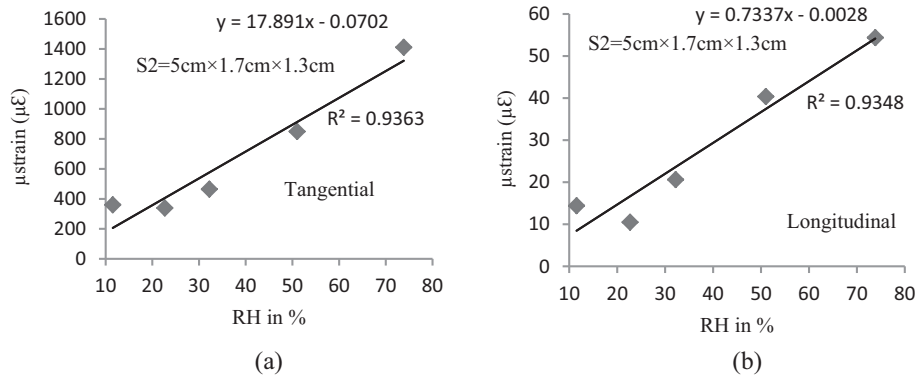 1600
1400
1200
1000
800
600
400
200
0
µstrain (µƐ)
y = 17.891x - 0.0702
S2=5cm×1.7cm×1.3cm
R² = 0.9363
Tangential
10 20 30 40 50 60 70 80
RH in %
(a)
60
50
40
30
20
10
0
µstrain (µƐ)
y = 0.7337x - 0.0028
S2=5cm×1.7cm×1.3cm
R² = 0.9348
Longitudinal
10 20 30 40 50 60 70 80
RH in %
(b)